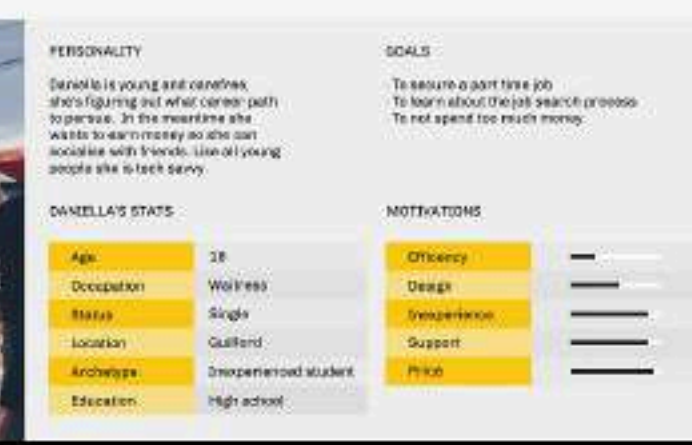 PERSONALITY
Daniella is young and carefree,
she's figuring out what career path
to persue. In the meantime she
wants to earn money so she can
socialise with friends. Like all young
people she is tech savvy.
GOALS
To secure a part time job
To learn about the job search process
To not spend too much money
DANIELLA'S STATS
Age 18
Occupation Waitress
Status Single
Location Guilford
Archetype Inexperienced student
Education High school
MOTIVATIONS
Efficency
Design
Inexperience
Support
Price